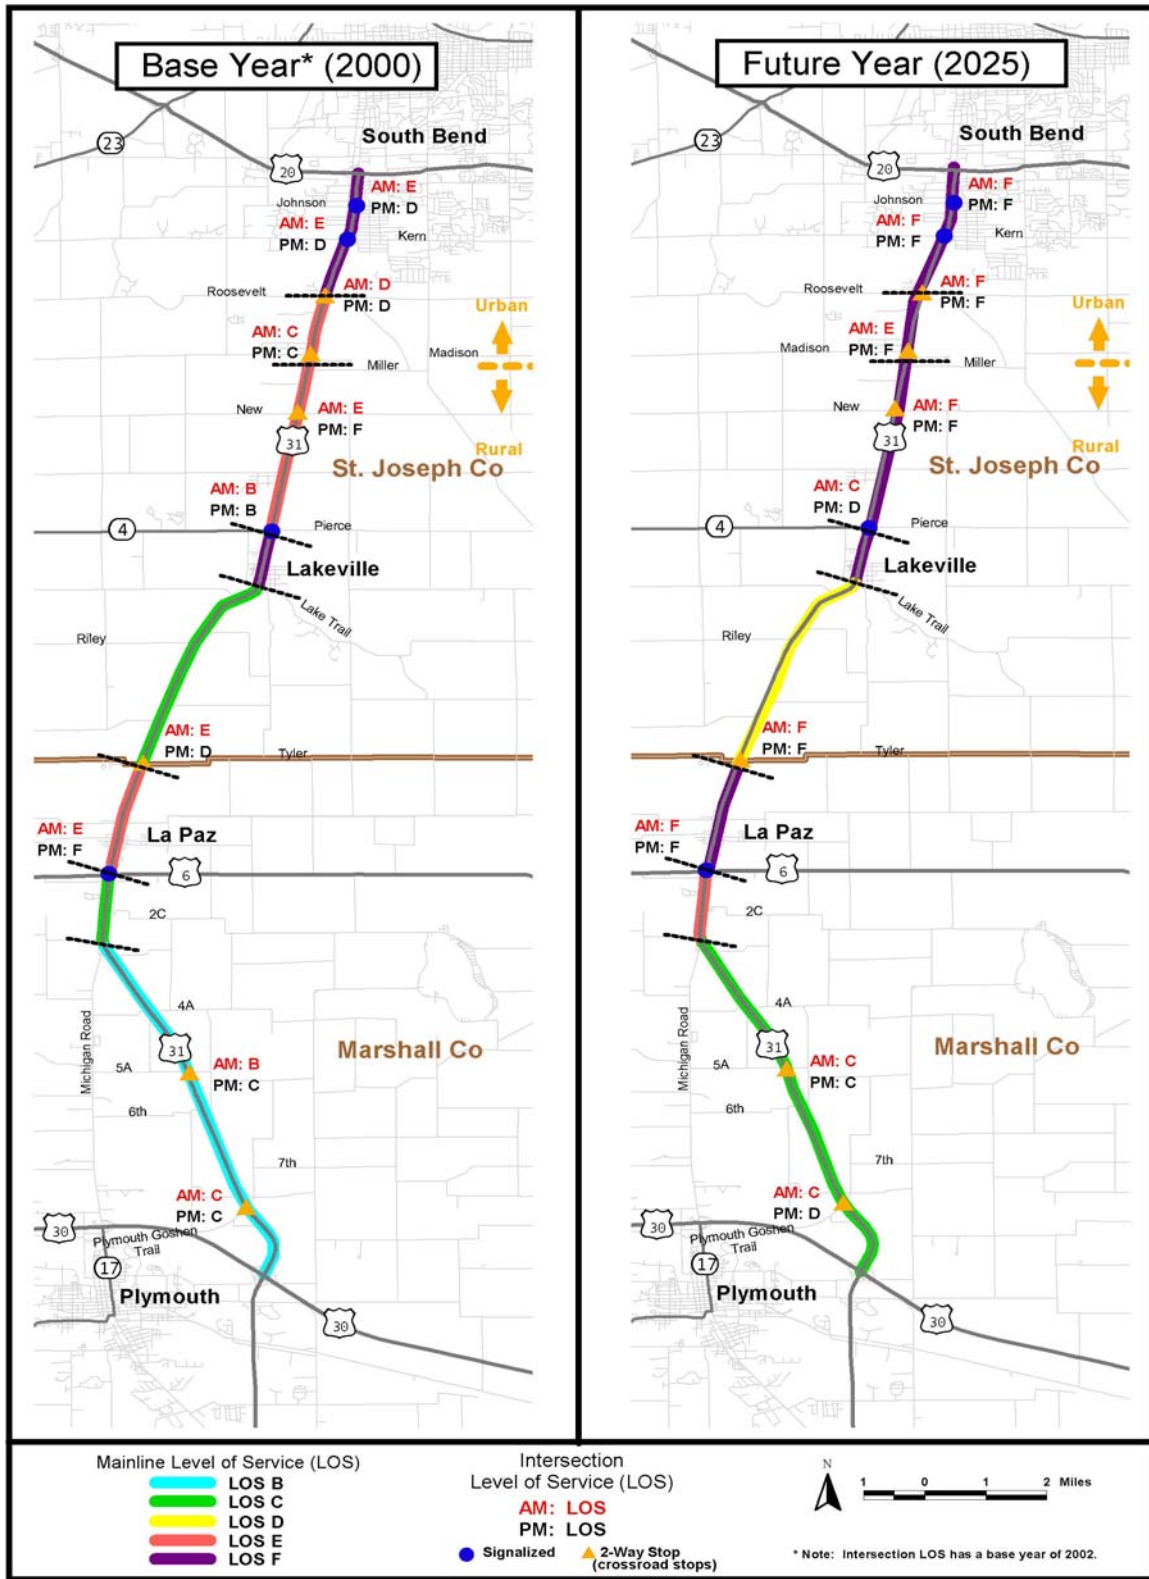 Base Year* (2000)
South Bend
23
20
AM: E
Johnson
PM: D
AM: E
PM: D
Kern
AM: D
Roosevelt
PM: D
Urban
AM: C
PM: C
Madison
Miller
New
AM: E
PM: F
31
Rural
St. Joseph Co
AM: B
PM: B
4
Pierce
Lakeville
Lake Trail
Riley
AM: E
PM: D
Tyler
AM: E
PM: F
La Paz
6
2C
4A
Michigan Road
31
Marshall Co
5A
AM: B
PM: C
6th
7th
AM: C
PM: C
30
Plymouth Goshen
Trail
17
Plymouth
30
Future Year (2025)
South Bend
23
20
AM: F
Johnson
PM: F
AM: F
PM: F
Kern
AM: F
Roosevelt
PM: F
Urban
AM: E
Madison
PM: F
Miller
New
AM: F
PM: F
31
Rural
St. Joseph Co
AM: C
PM: D
4
Pierce
Lakeville
Lake Trail
Riley
AM: F
PM: F
Tyler
AM: F
PM: F
La Paz
6
2C
4A
Michigan Road
31
Marshall Co
5A
AM: C
PM: C
6th
7th
AM: C
PM: D
30
Plymouth Goshen
Trail
17
Plymouth
30
Mainline Level of Service (LOS)
LOS B
LOS C
LOS D
LOS E
LOS F
Intersection
Level of Service (LOS)
AM: LOS
PM: LOS
Signalized
2-Way Stop
(crossroad stops)
N
1 0 1 2 Miles
* Note: Intersection LOS has a base year of 2002.